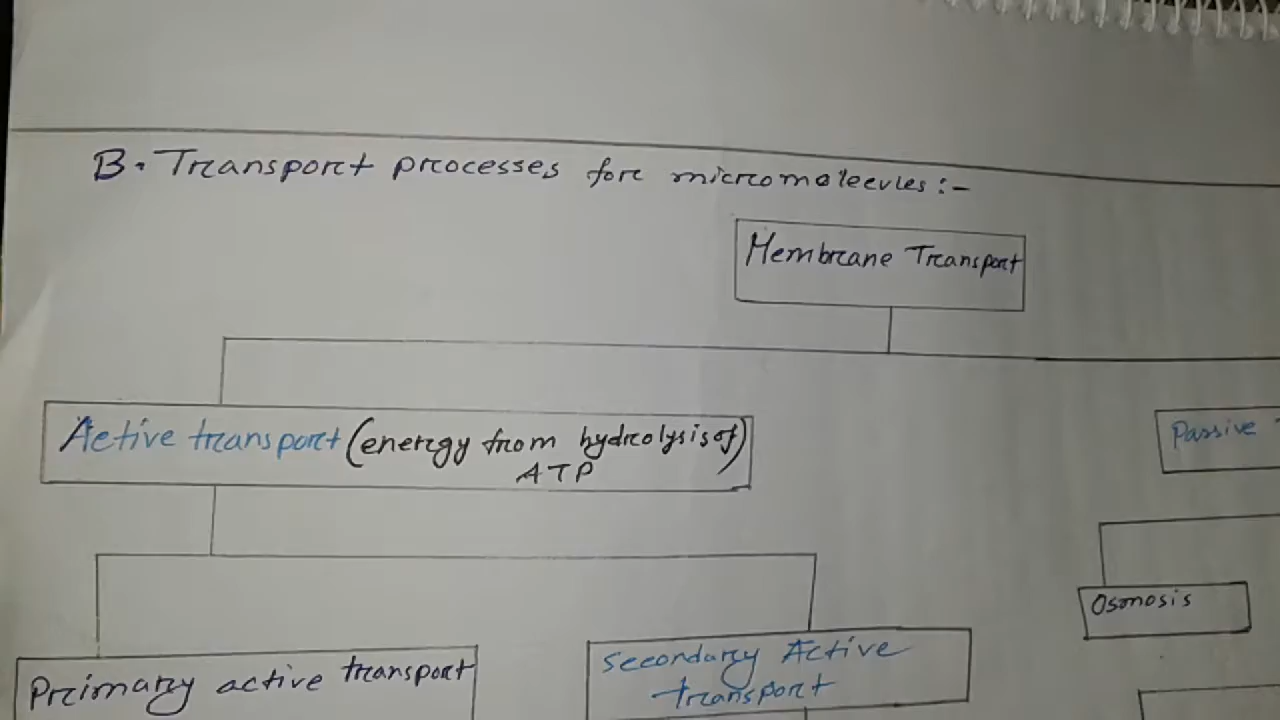 B. Transport processes for micromolecules:-
Membrane Transport
Active transport (energy from hydrolysis of)
ATP
Passive
Osmosis
Primary active transport
Secondary Active
transport